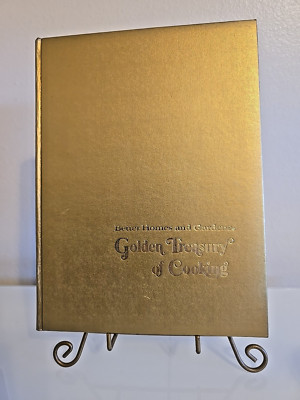 Better Homes and Gardens
Golden Treasury
of Cooking